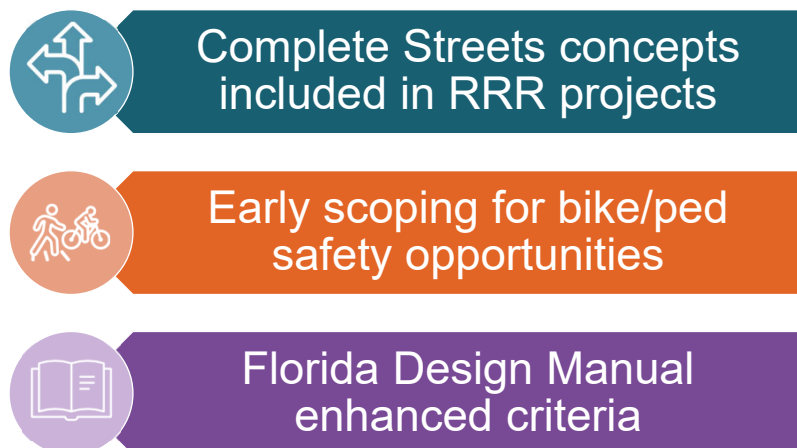 Complete Streets concepts
included in RRR projects
Early scoping for bike/ped
safety opportunities
Florida Design Manual
enhanced criteria